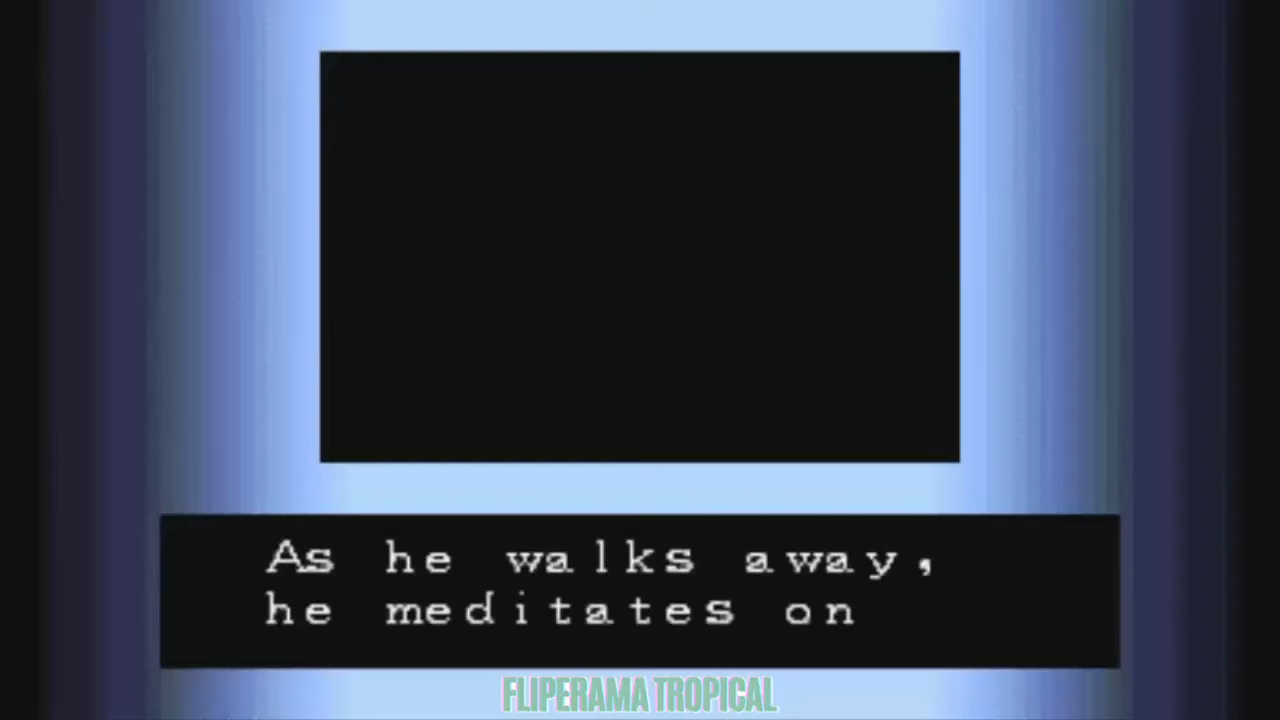 As he walks away,
he meditates on
FLIPERAMA TROPICAL